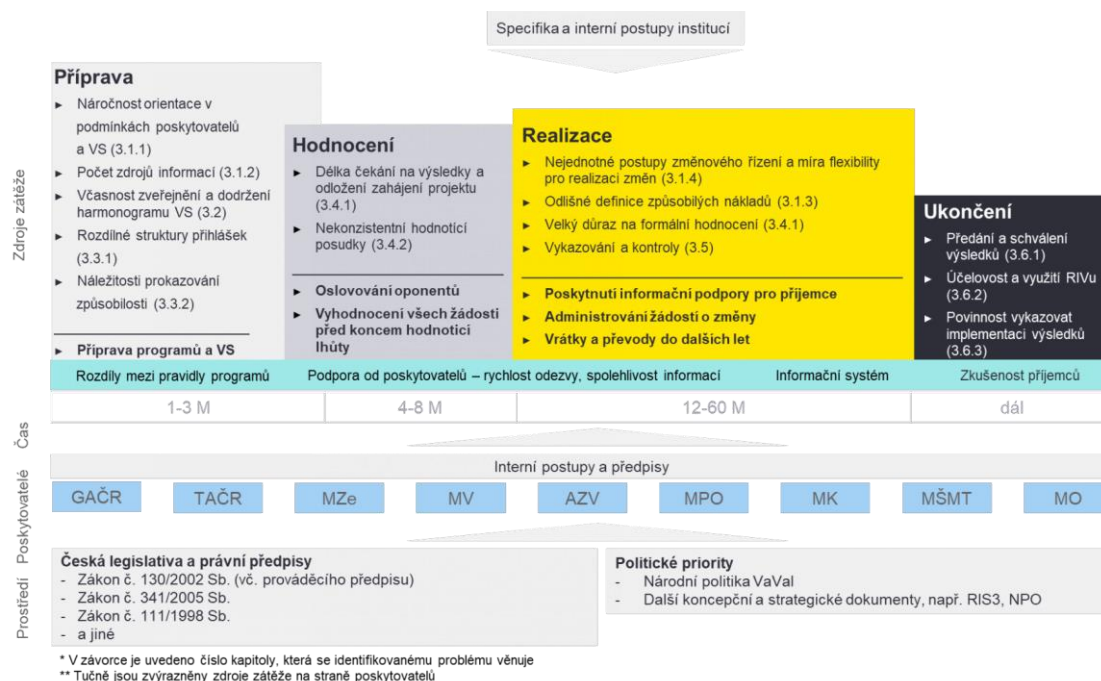 Specifika a interní postupy institucí
Zdroje zátěže
Příprava
► Náročnost orientace v
podmínkách poskytovatelů
a VS (3.1.1)
► Počet zdrojů informací (3.1.2)
► Včasnost zveřejnění a dodržení
harmonogramu VS (3.2)
► Rozdílné struktury přihlášek
(3.3.1)
► Náležitosti prokazování
způsobilosti (3.3.2)
► Příprava programů a VS
Hodnocení
► Délka čekání na výsledky a
odložení zahájení projektu
(3.4.1)
► Nekonzistentní hodnotící
posudky (3.4.2)
► Oslovování oponentů
► Vyhodnocení všech žádostí
před koncem hodnoticí
lhůty
Realizace
► Nejednotné postupy změnového řízení a míra flexibility
pro realizaci změn (3.1.4)
► Odlišné definice způsobilých nákladů (3.1.3)
► Velký důraz na formální hodnocení (3.4.1)
► Vykazování a kontroly (3.5)
► Poskytnutí informační podpory pro příjemce
► Administrování žádostí o změny
► Vrátky a převody do dalších let
Ukončení
► Předání a schválení
výsledků (3.6.1)
► Účelovost a využití RIVu
(3.6.2)
► Povinnost vykazovat
implementaci výsledků
(3.6.3)
Rozdíly mezi pravidly programů Podpora od poskytovatelů – rychlost odezvy, spolehlivost informací Informační systém Zkušenost příjemců
Čas
1-3 M 4-8 M 12-60 M dál
Interní postupy a předpisy
Poskytovatelé
GAČR TAČR MZe MV AZV MPO MK MŠMT MO
Prostředí
Česká legislativa a právní předpisy
- Zákon č. 130/2002 Sb. (vč. prováděcího předpisu)
- Zákon č. 341/2005 Sb.
- Zákon č. 111/1998 Sb.
- a jiné
Politické priority
- Národní politika VaVaI
- Další koncepční a strategické dokumenty, např. RIS3, NPO
* V závorce je uvedeno číslo kapitoly, která se identifikovanému problému věnuje
** Tučně jsou zvýrazněny zdroje zátěže na straně poskytovatelů